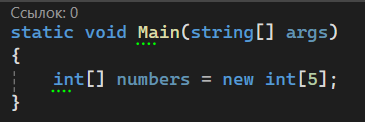 Ссылок: 0
static void Main(string[] args)
{
    int[] numbers = new int[5];
}